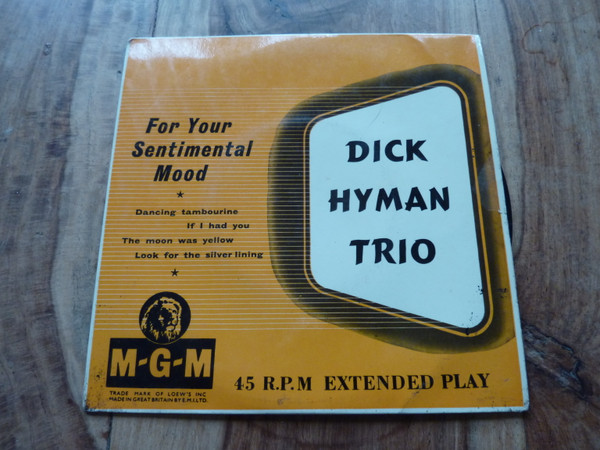 For Your
Sentimental
Mood
Dancing tambourine
If I had you
The moon was yellow
Look for the silver lining
DICK
HYMAN
TRIO
M-G-M
TRADE MARK OF LOEW'S INC
MADE IN GREAT BRITAIN BY E.M.I. LTD.
45 R.P.M EXTENDED PLAY